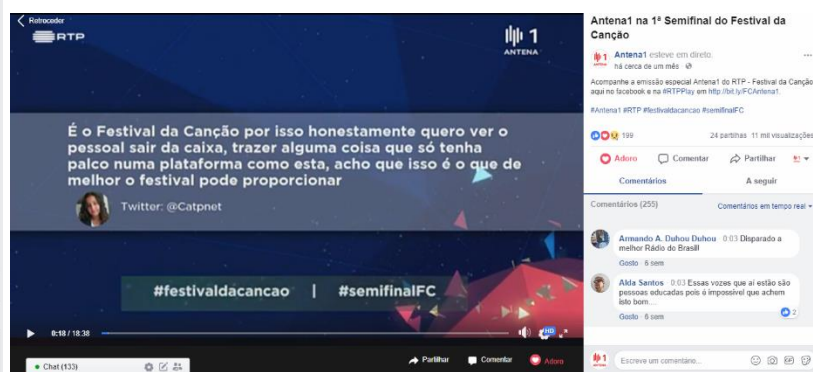 Retroceder
RTP
1
ANTENA
É o Festival da Canção por isso honestamente quero ver o
pessoal sair da caixa, trazer alguma coisa que só tenha
palco numa plataforma como esta, acho que isso é o que de
melhor o festival pode proporcionar
Twitter: @Catpnet
#festivaldacancao | #semifinalFC
0:18 / 18:38
HD
Chat (133)
Partilhar Comentar Adoro
Antena1 na 1ª Semifinal do Festival da
Canção
Antena1 esteve em direto.
há cerca de um mês
Acompanhe a emissão especial Antena1 do RTP - Festival da Canção
aqui no facebook e na #RTPPlay em http://bit.ly/FCAntena1.
#Antena1 #RTP #festivaldacancao #semifinalFC
199 24 partilhas 11 mil visualizações
Adoro Comentar Partilhar
Comentários A seguir
Comentários (255) Comentários em tempo real
Armando A. Duhou Duhou · 0:03 Disparado a
melhor Rádio do Brasill
Gosto · 6 sem
Alda Santos · 0:03 Essas vozes que aí estão são
pessoas educadas pois é impossivel que achem
isto bom....
Gosto · 6 sem 2
Escreve um comentário...